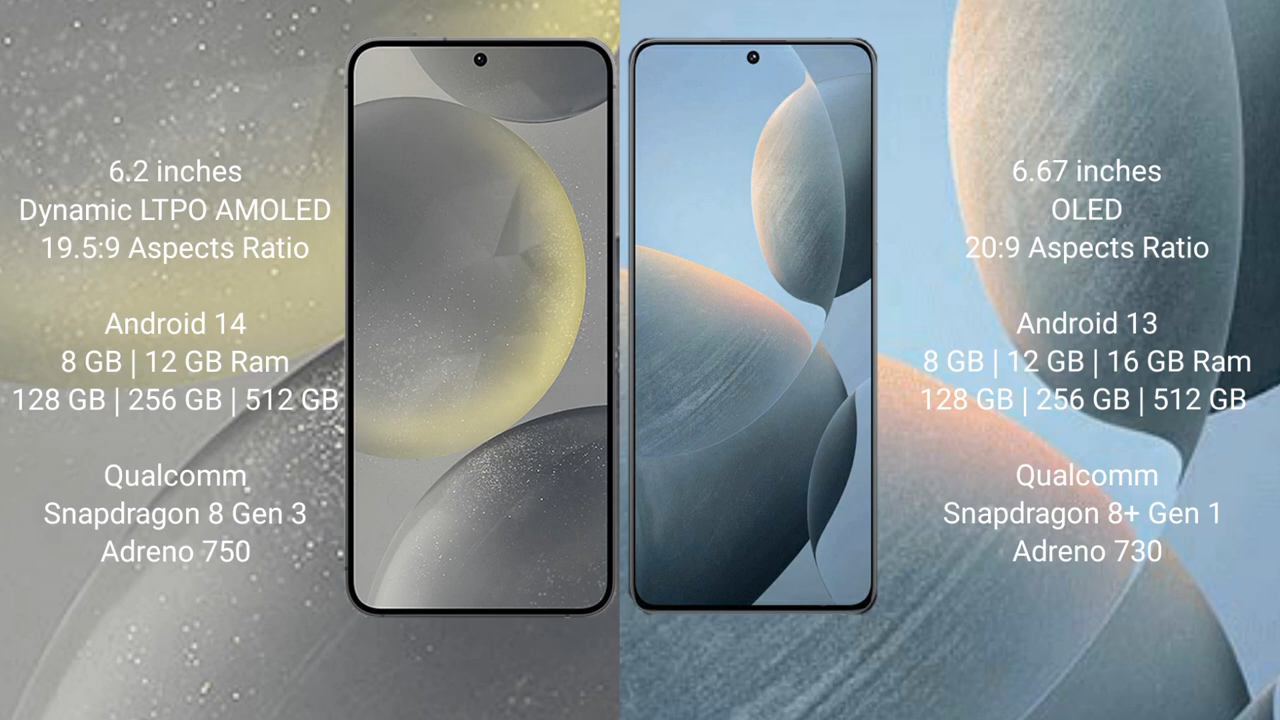 6.2 inches
Dynamic LTPO AMOLED
19.5:9 Aspects Ratio
Android 14
8 GB | 12 GB Ram
128 GB | 256 GB | 512 GB
Qualcomm
Snapdragon 8 Gen 3
Adreno 750
6.67 inches
OLED
20:9 Aspects Ratio
Android 13
8 GB | 12 GB | 16 GB Ram
128 GB | 256 GB | 512 GB
Qualcomm
Snapdragon 8+ Gen 1
Adreno 730